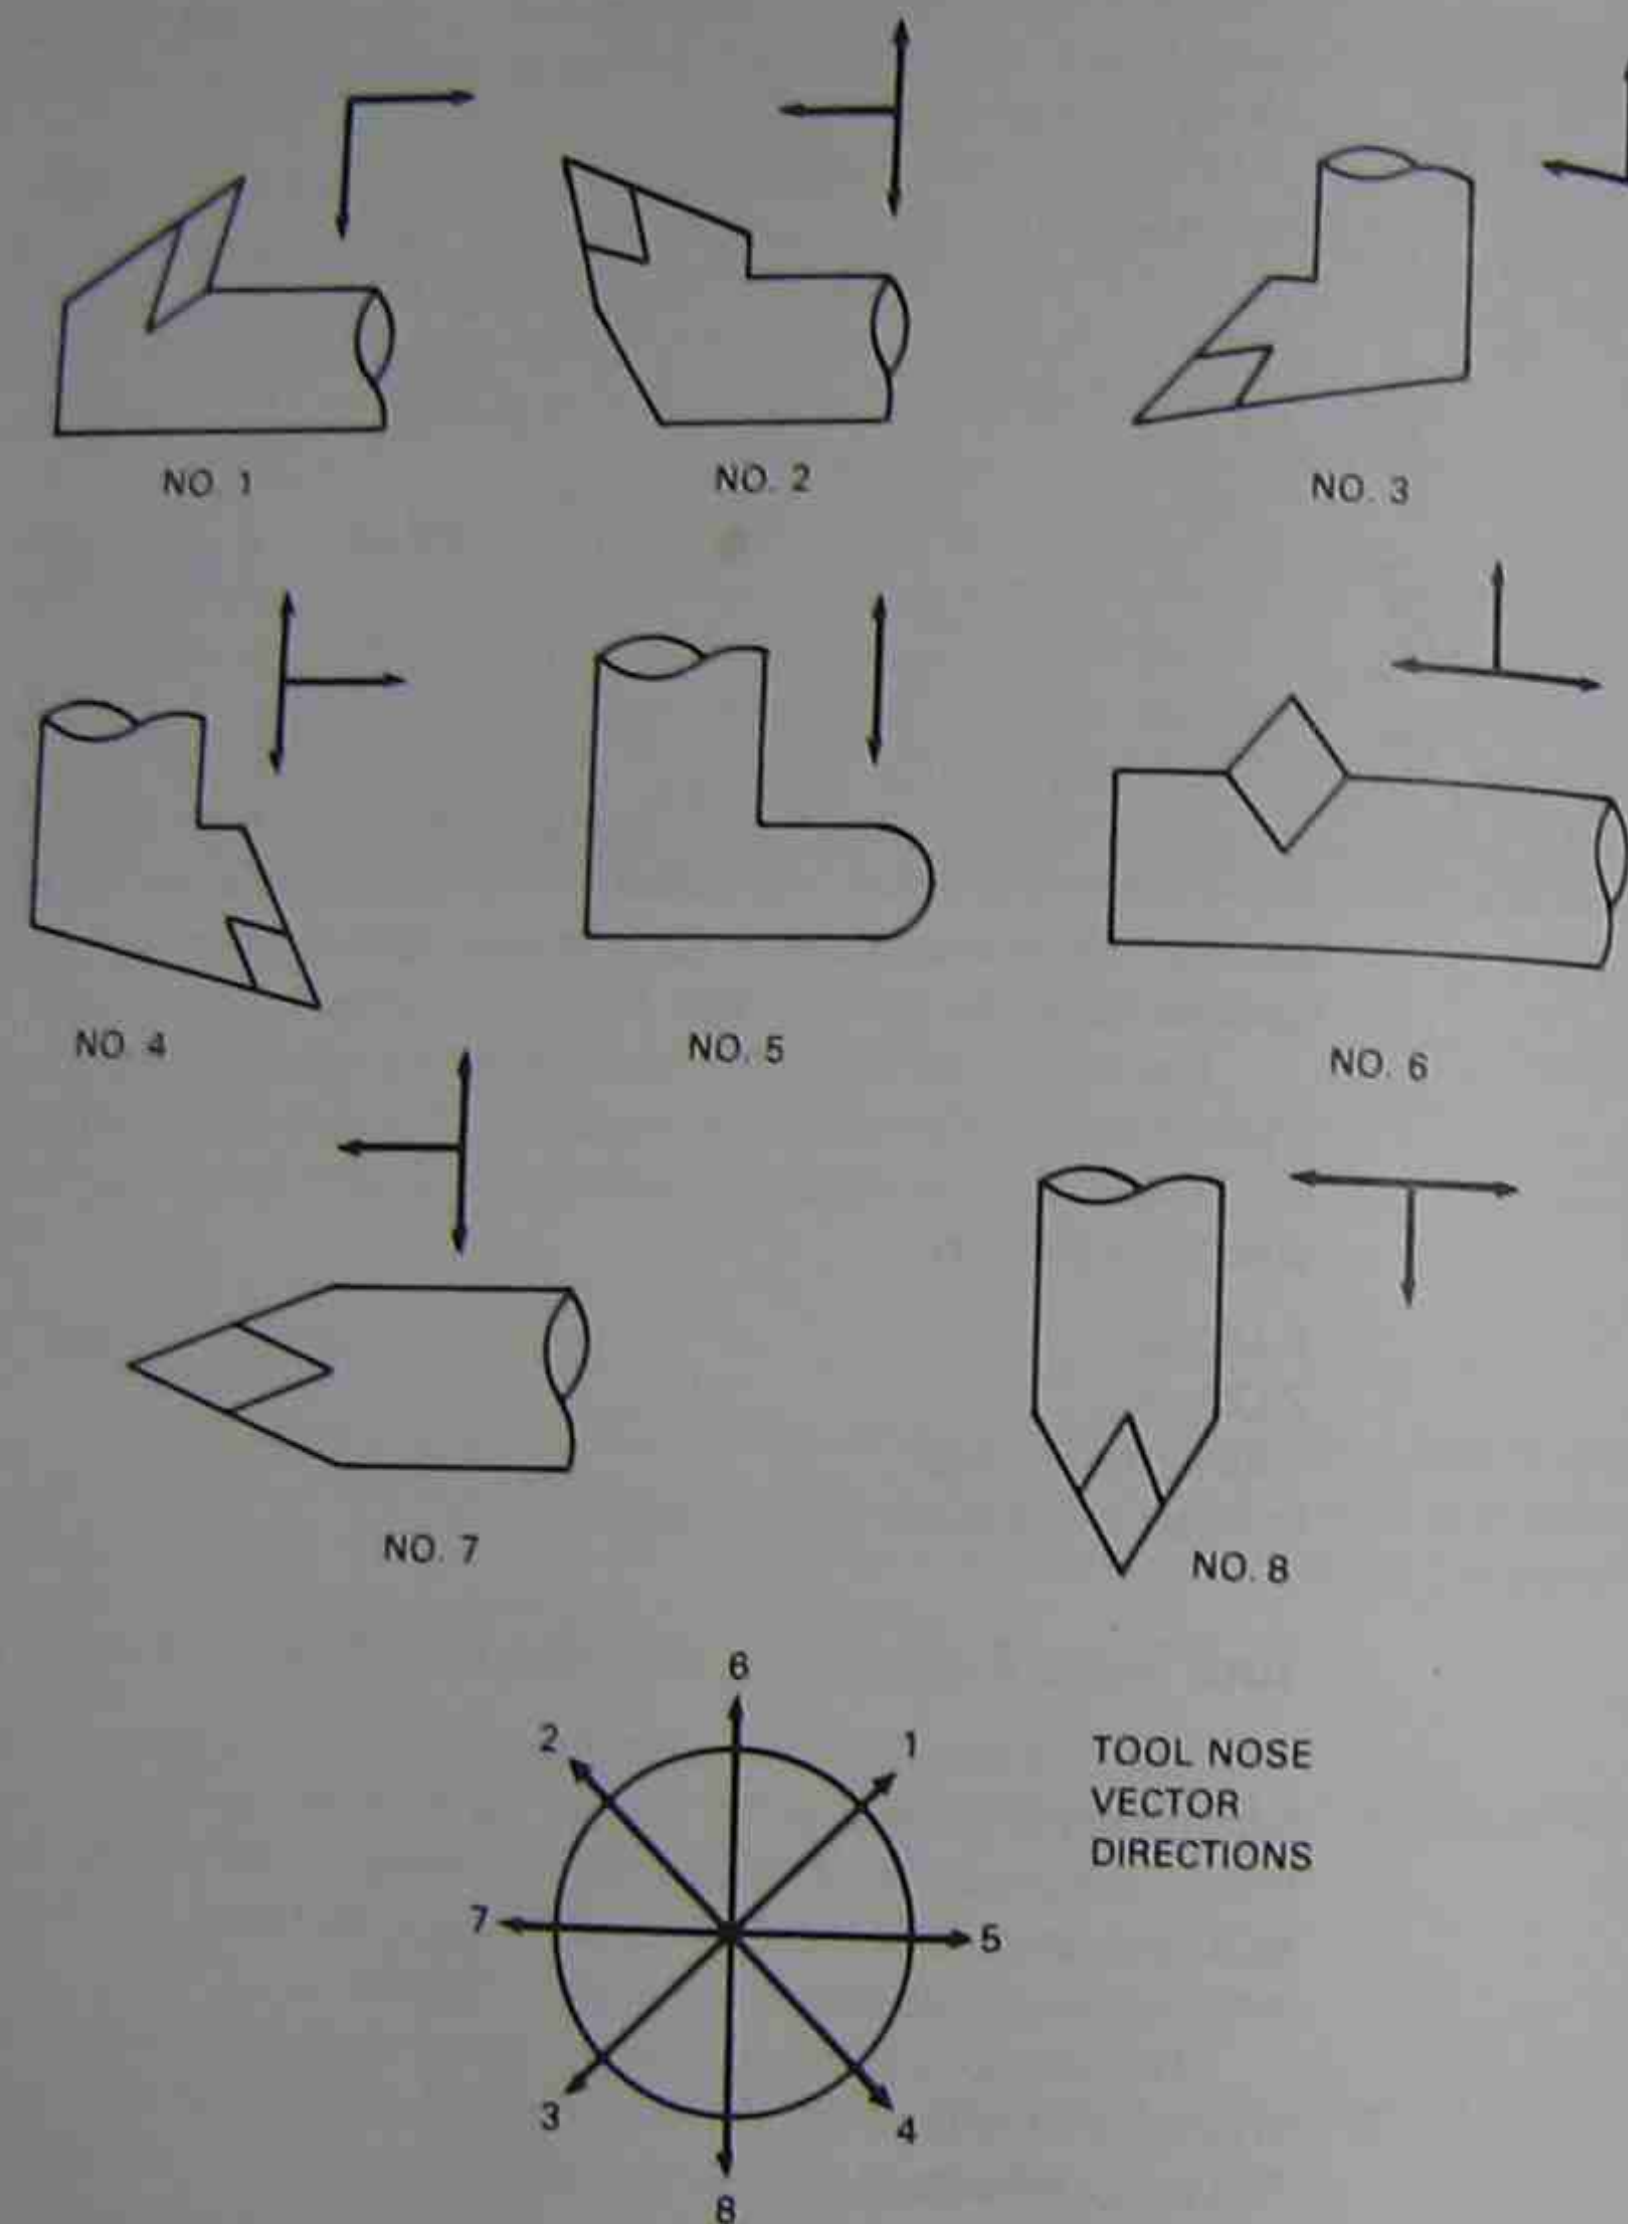 NO. 1
NO. 2
NO. 3
NO. 4
NO. 5
NO. 6
NO. 7
NO. 8
6
2
1
TOOL NOSE
VECTOR
DIRECTIONS
7
5
3
4
8